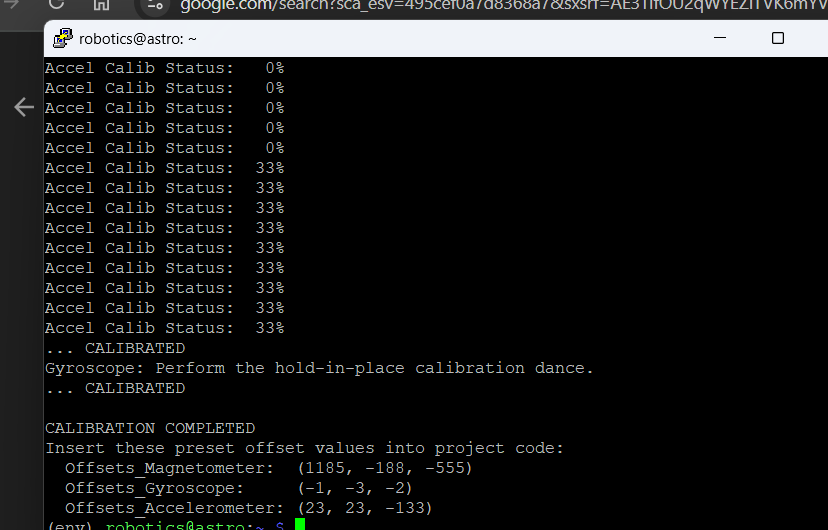 google.com/search?sca_esv=495cef0a7d8368a7&sxsrf=
robotics@astro: ~
Accel Calib Status:   0%
Accel Calib Status:   0%
Accel Calib Status:   0%
Accel Calib Status:   0%
Accel Calib Status:   0%
Accel Calib Status:  33%
Accel Calib Status:  33%
Accel Calib Status:  33%
Accel Calib Status:  33%
Accel Calib Status:  33%
Accel Calib Status:  33%
Accel Calib Status:  33%
Accel Calib Status:  33%
Accel Calib Status:  33%
... CALIBRATED
Gyroscope: Perform the hold-in-place calibration dance.
... CALIBRATED
CALIBRATION COMPLETED
Insert these preset offset values into project code:
  Offsets_Magnetometer:  (1185, -188, -555)
  Offsets_Gyroscope:     (-1, -3, -2)
  Offsets_Accelerometer: (23, 23, -133)
(env) robotics@astro:~ $